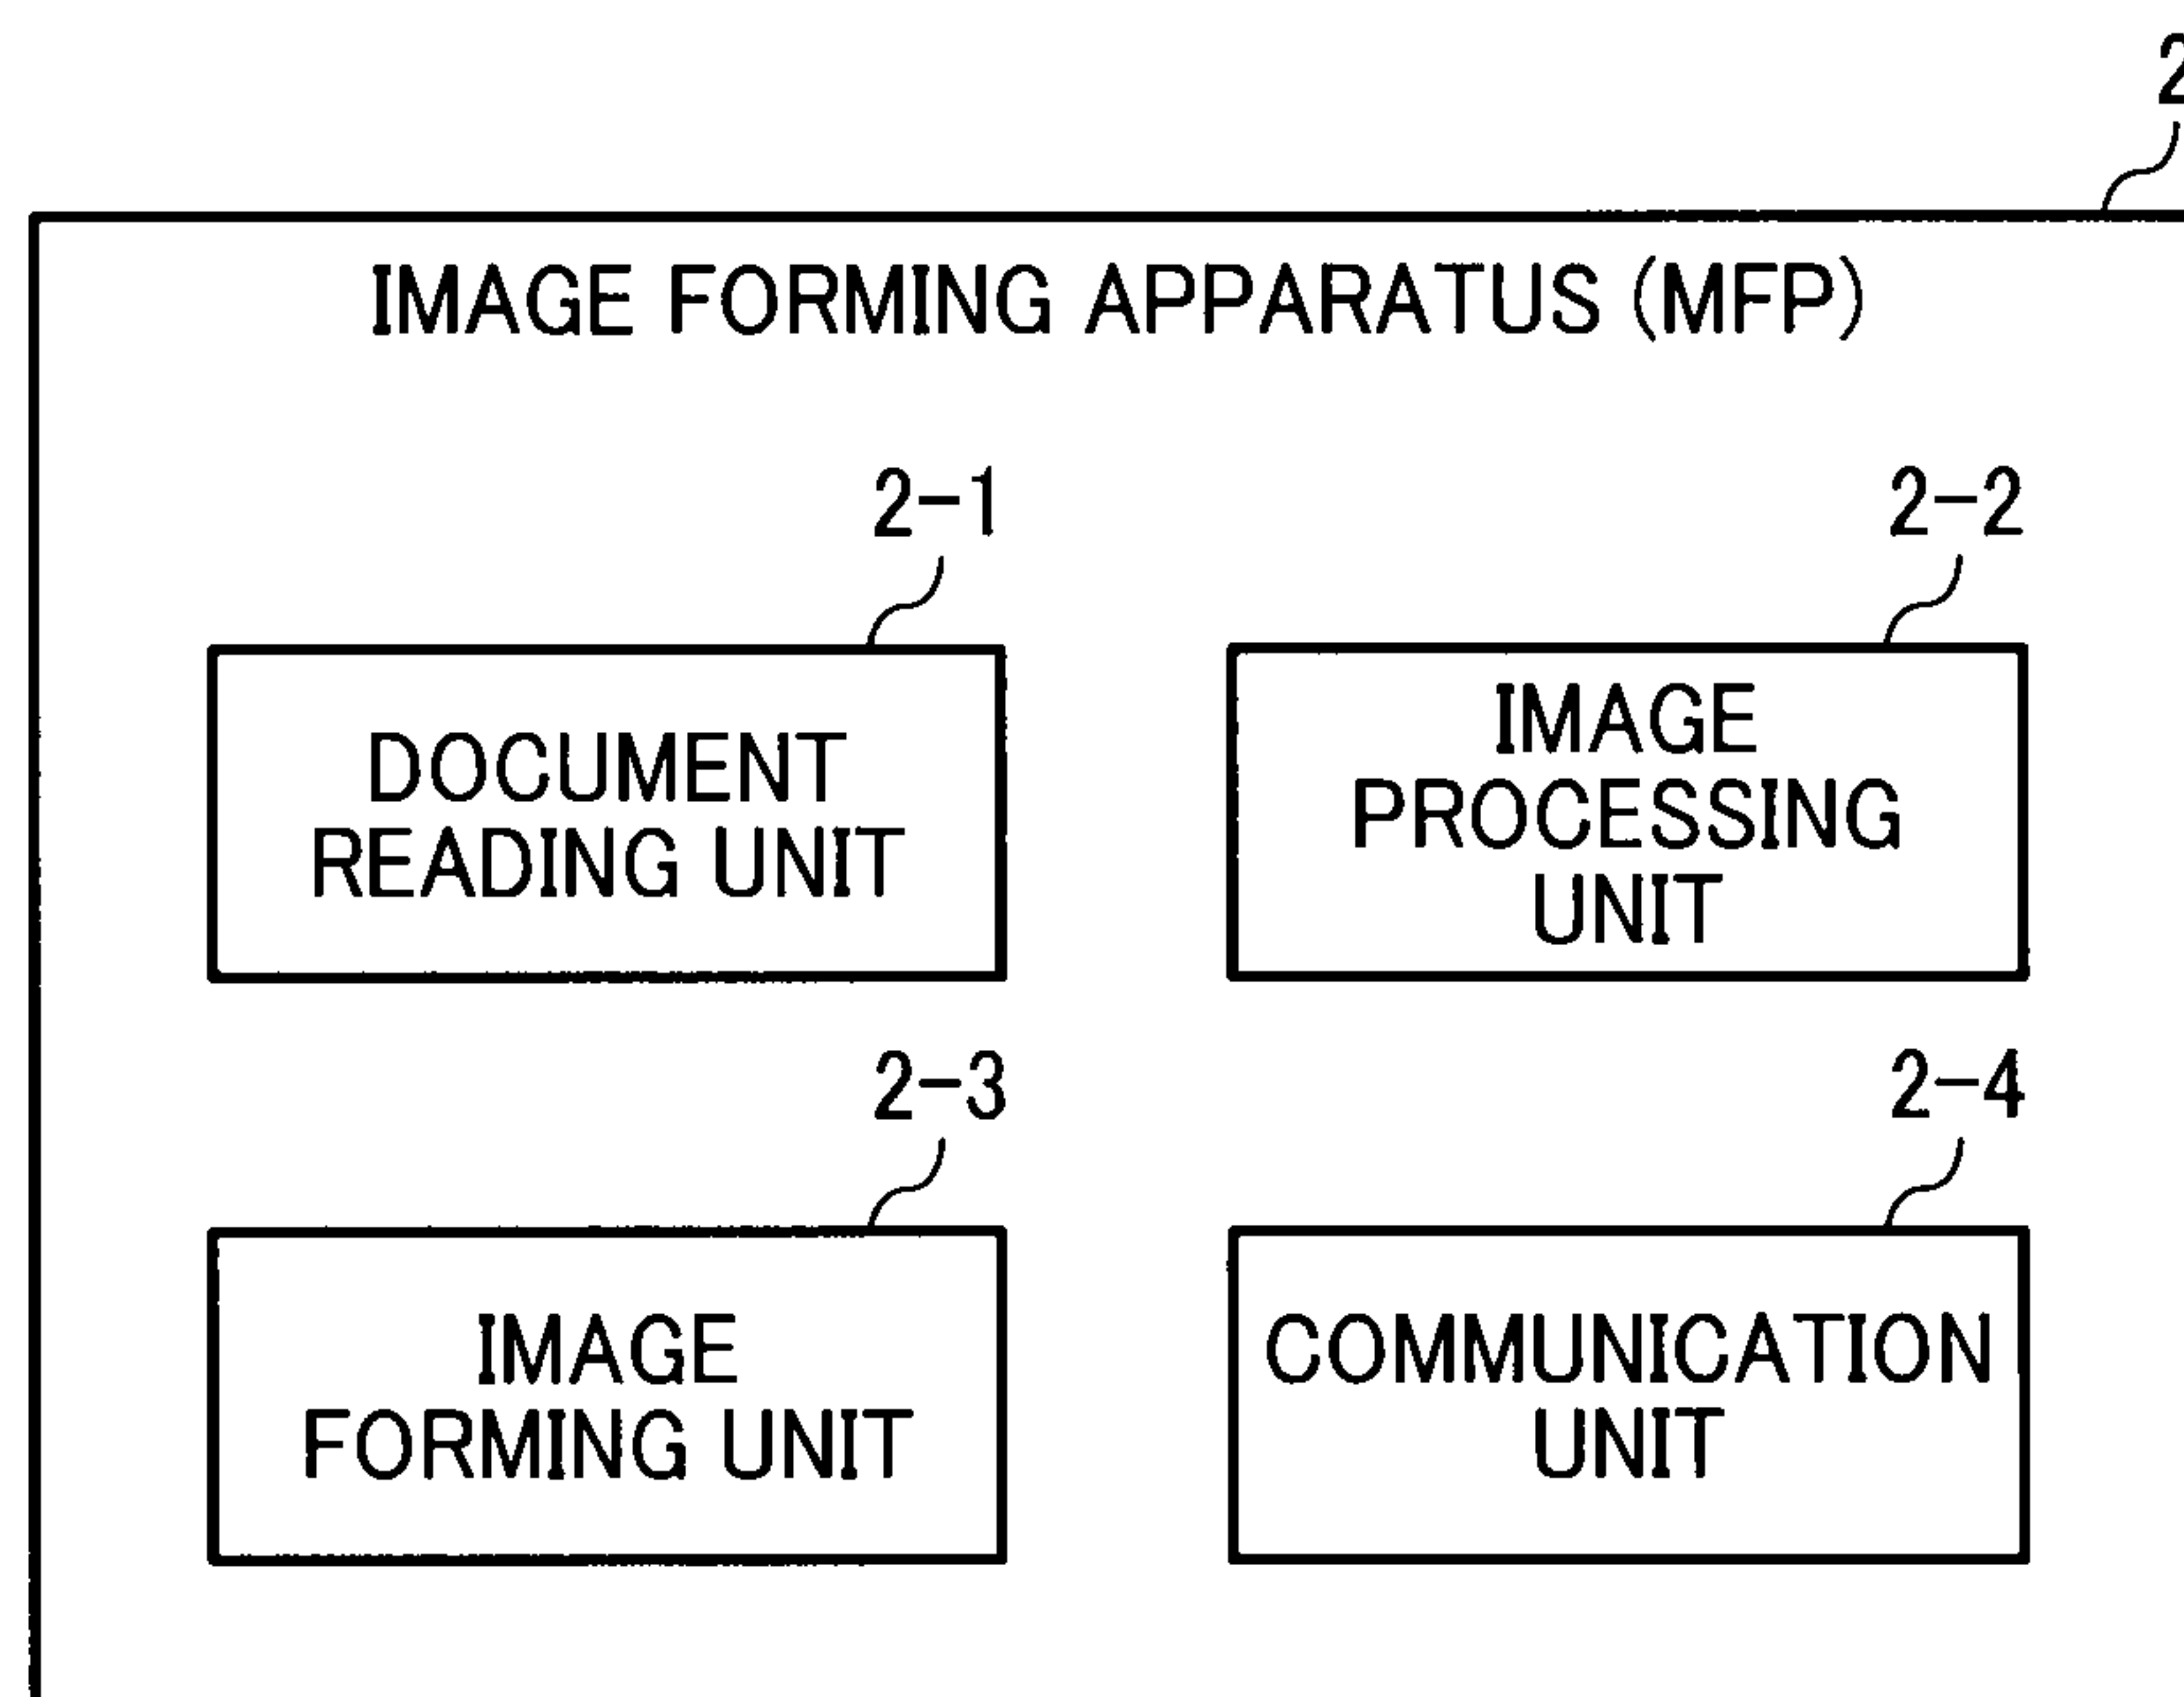 2
IMAGE FORMING APPARATUS (MFP)
2-1
2-2
DOCUMENT
READING UNIT
IMAGE
PROCESSING
UNIT
2-3
2-4
IMAGE
FORMING UNIT
COMMUNICATION
UNIT